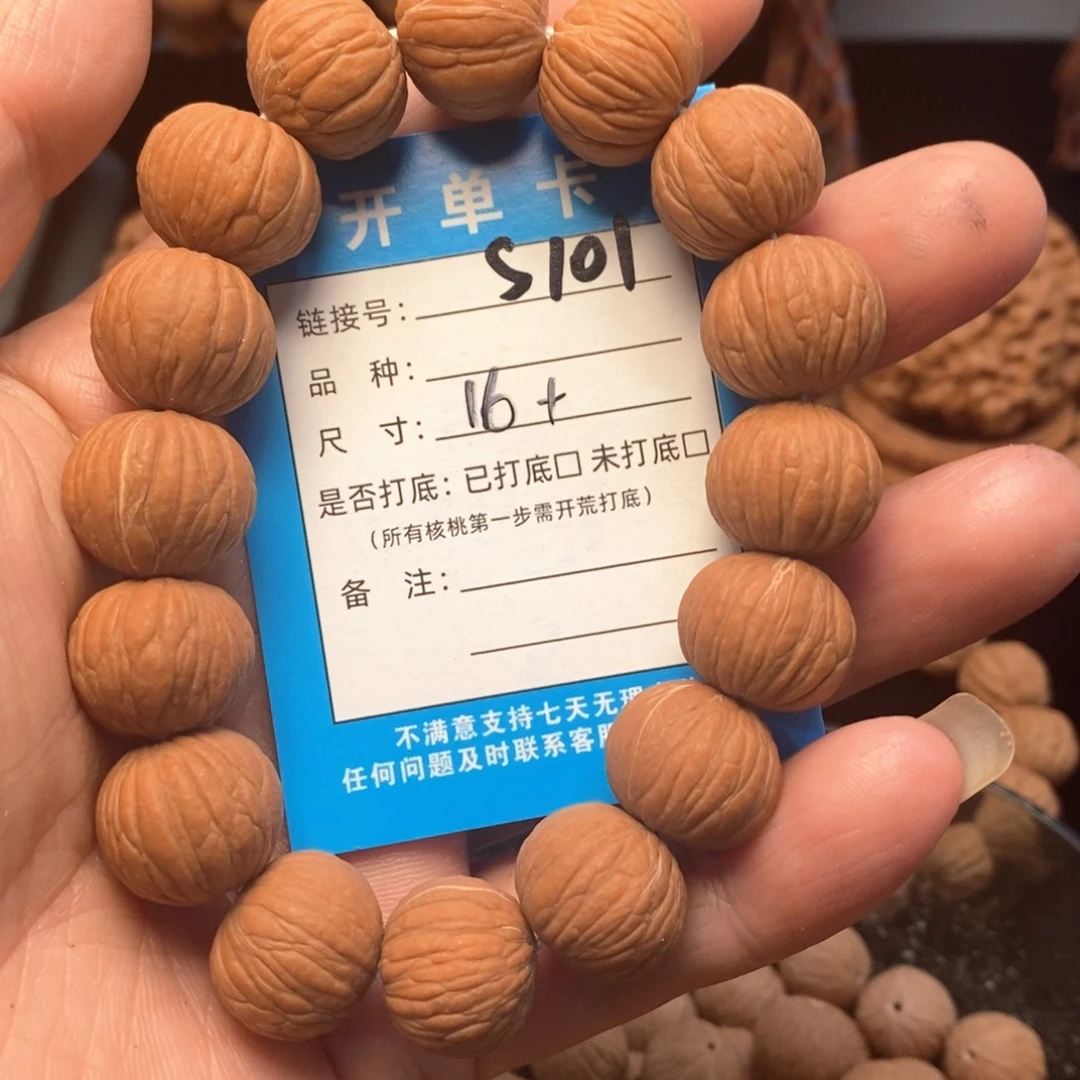 开单卡
链接号：S101
品 种：
尺 寸：16+
是否打底：已打底□ 未打底□
（所有核桃第一步需开荒打底）
备 注：
不满意支持七天无理
任何问题及时联系客服